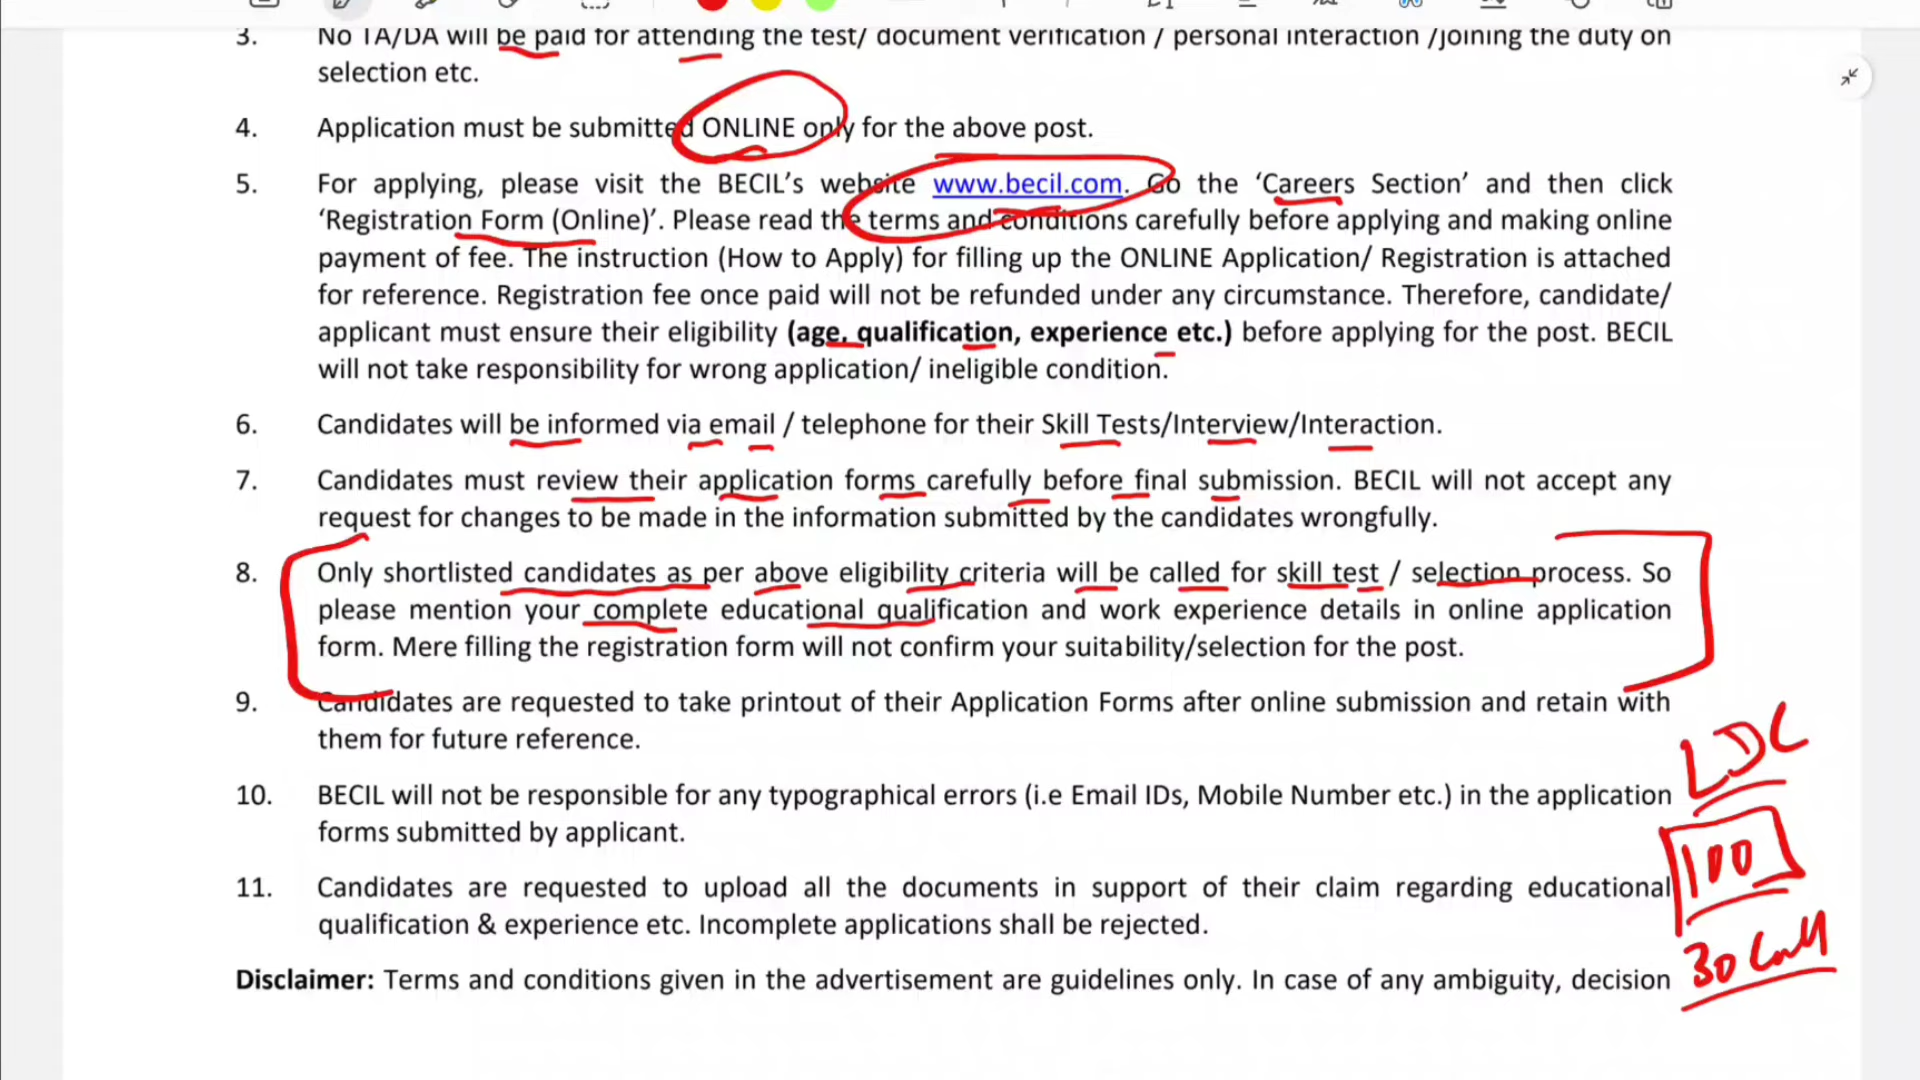 3. No TA/DA will be paid for attending the test/ document verification / personal interaction /joining the duty on
selection etc.
4. Application must be submitted ONLINE only for the above post.
5. For applying, please visit the BECIL’s website www.becil.com. Go the ‘Careers Section’ and then click
‘Registration Form (Online)’. Please read the terms and conditions carefully before applying and making online
payment of fee. The instruction (How to Apply) for filling up the ONLINE Application/ Registration is attached
for reference. Registration fee once paid will not be refunded under any circumstance. Therefore, candidate/
applicant must ensure their eligibility (age, qualification, experience etc.) before applying for the post. BECIL
will not take responsibility for wrong application/ ineligible condition.
6. Candidates will be informed via email / telephone for their Skill Tests/Interview/Interaction.
7. Candidates must review their application forms carefully before final submission. BECIL will not accept any
request for changes to be made in the information submitted by the candidates wrongfully.
8. Only shortlisted candidates as per above eligibility criteria will be called for skill test / selection process. So
please mention your complete educational qualification and work experience details in online application
form. Mere filling the registration form will not confirm your suitability/selection for the post.
9. Candidates are requested to take printout of their Application Forms after online submission and retain with
them for future reference.
LDC
10. BECIL will not be responsible for any typographical errors (i.e Email IDs, Mobile Number etc.) in the application
forms submitted by applicant.
100
11. Candidates are requested to upload all the documents in support of their claim regarding educational
qualification & experience etc. Incomplete applications shall be rejected.
30 Call
Disclaimer: Terms and conditions given in the advertisement are guidelines only. In case of any ambiguity, decision